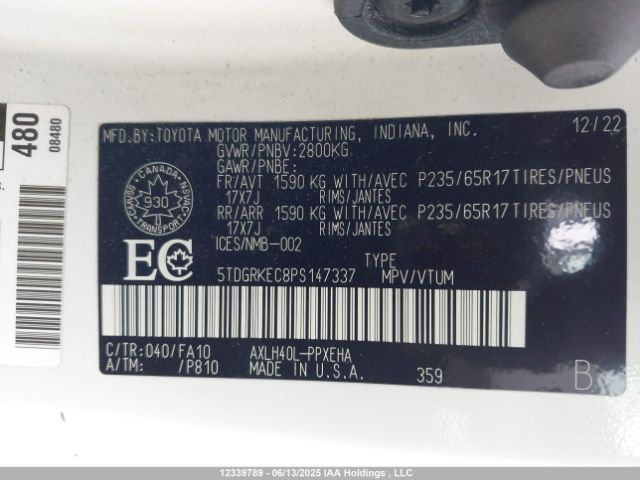 480
08480
MFD.BY:TOYOTA MOTOR MANUFACTURING, INDIANA, INC. 12/22
GVWR/PNBV:2800KG
GAWR/PNBE:
FR/AVT 1590 KG WITH/AVEC P235/65R17 TIRES/PNEUS
17X7J RIMS/JANTES
RR/ARR 1590 KG WITH/AVEC P235/65R17 TIRES/PNEUS
17X7J RIMS/JANTES
ICES/NMB-002
CANADA
930
TRANSPORT
EC
TYPE
5TDGRKEC8PS147337 MPV/VTUM
C/TR:040/FA10 AXLH40L-PPXEHA
A/TM: /P810 MADE IN U.S.A. 359 B
12339789 - 06/13/2025 IAA Holdings , LLC